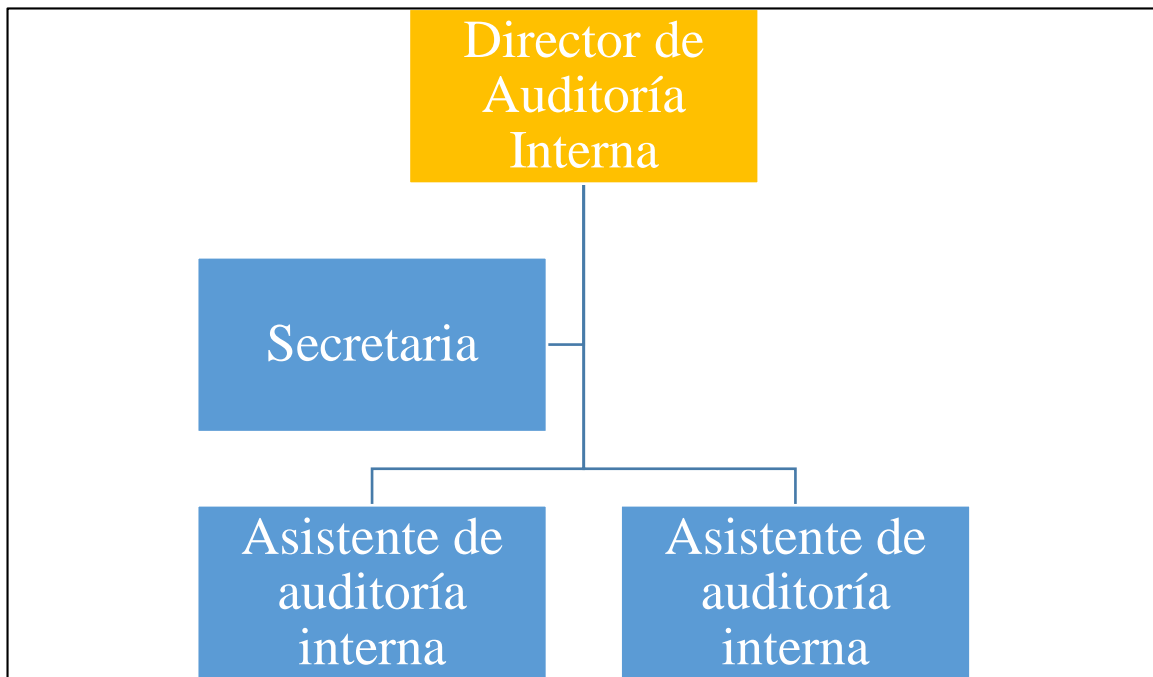 Director de
Auditoría
Interna
Secretaria
Asistente de
auditoría
interna
Asistente de
auditoría
interna